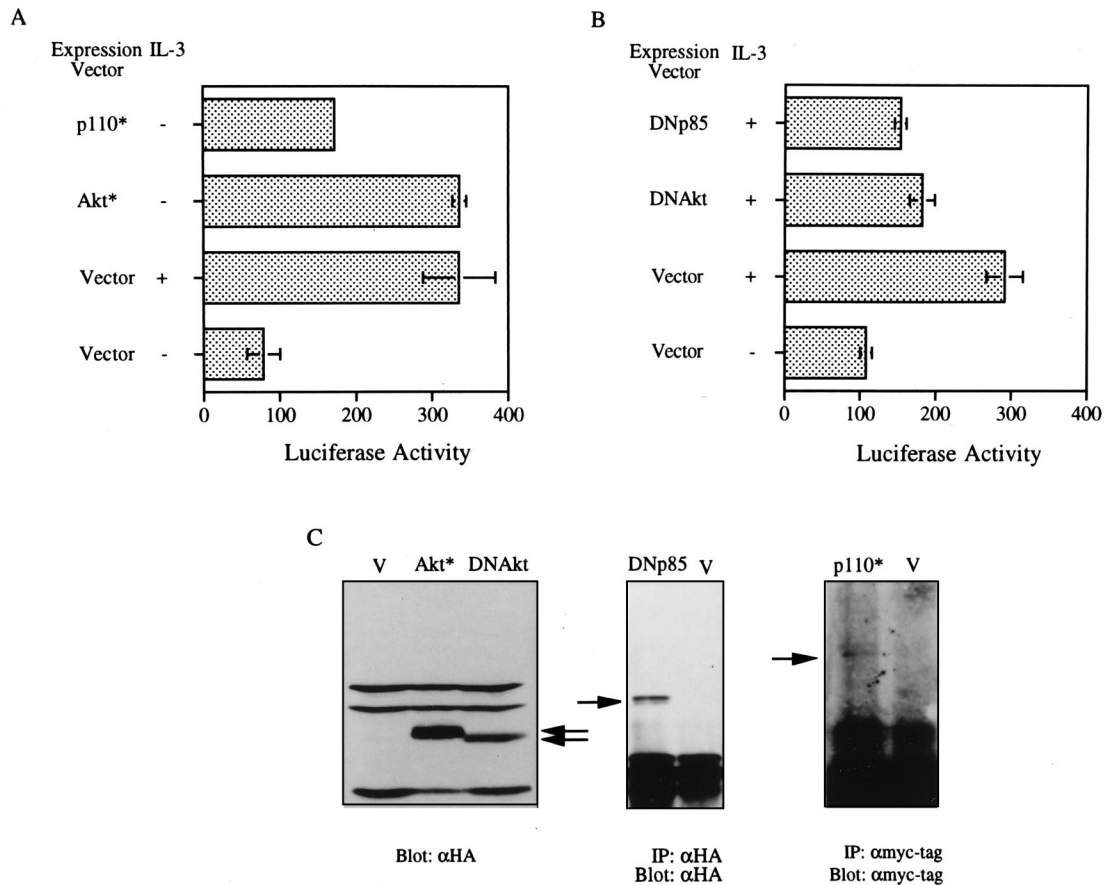 A
Expression IL-3
Vector
p110* -
Akt* -
Vector +
Vector -
0 100 200 300 400
Luciferase Activity
B
Expression IL-3
Vector
DNp85 +
DNAkt +
Vector +
Vector -
0 100 200 300 400
Luciferase Activity
C
V Akt* DNAkt
Blot: αHA
DNp85 V
IP: αHA
Blot: αHA
p110* V
IP: αmyc-tag
Blot: αmyc-tag